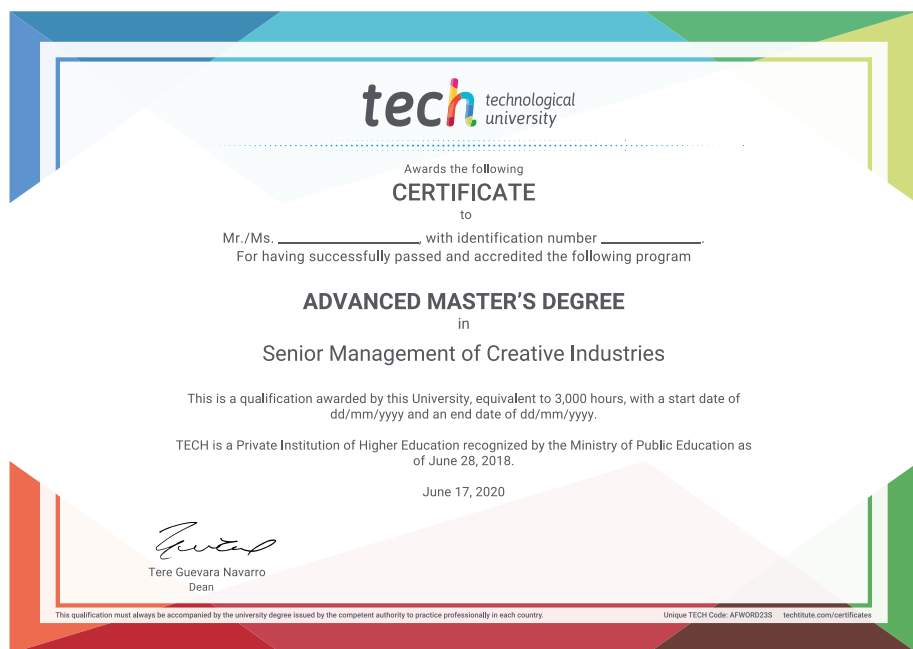 tech technological
university
Awards the following
CERTIFICATE
to
Mr./Ms. ________________, with identification number ____________.
For having successfully passed and accredited the following program
ADVANCED MASTER'S DEGREE
in
Senior Management of Creative Industries
This is a qualification awarded by this University, equivalent to 3,000 hours, with a start date of
dd/mm/yyyy and an end date of dd/mm/yyyy.
TECH is a Private Institution of Higher Education recognized by the Ministry of Public Education as
of June 28, 2018.
June 17, 2020
Tere Guevara Navarro
Dean
This qualification must always be accompanied by the university degree issued by the competent authority to practice professionally in each country. Unique TECH Code: AFWORD23S techtitute.com/certificates